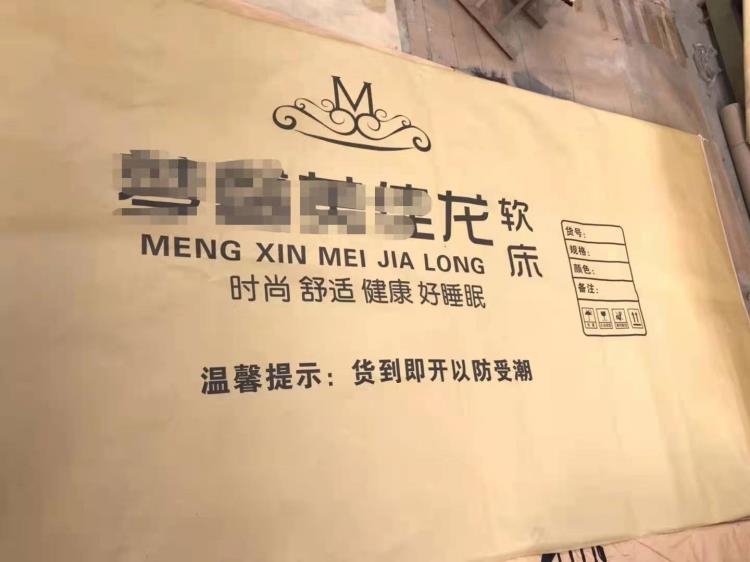 M
龙
软床
MENG XIN MEI JIA LONG
时尚 舒适 健康 好睡眠
货号:
规格:
颜色:
备注:
温馨提示: 货到即开以防受潮